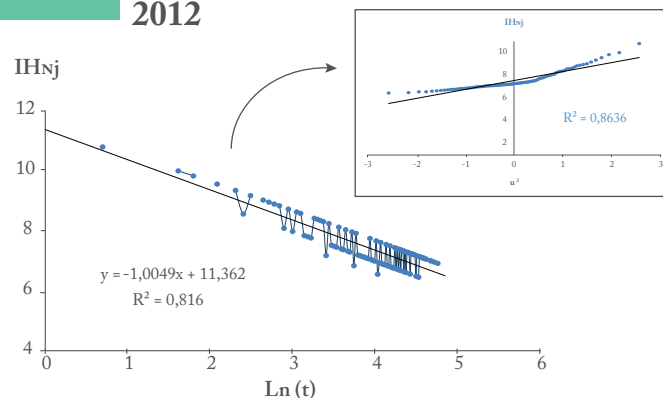 2012
IHNj
12
10
8
6
4
0 1 2 3 4 5 6
Ln (t)
y = -1,0049x + 11,362
R² = 0,816
IHNj
10
8
6
4
2
-3 -2 -1 0 1 2 3
u²
R² = 0,8636